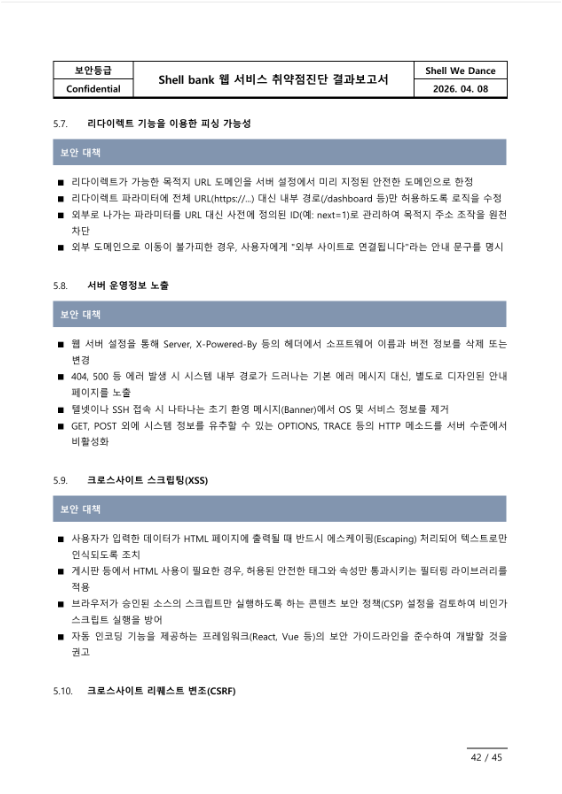 보안등급
Confidential
Shell bank 웹 서비스 취약점진단 결과보고서
Shell We Dance
2026. 04. 08
5.7. 리다이렉트 기능을 이용한 피싱 가능성
보안 대책
■ 리다이렉트가 가능한 목적지 URL 도메인을 서버 설정에서 미리 지정된 안전한 도메인으로 한정
■ 리다이렉트 파라미터에 전체 URL(https://...) 대신 내부 경로(/dashboard 등)만 허용하도록 로직을 수정
■ 외부로 나가는 파라미터를 URL 대신 사전에 정의된 ID(예: next=1)로 관리하여 목적지 주소 조작을 원천
차단
■ 외부 도메인으로 이동이 불가피한 경우, 사용자에게 "외부 사이트로 연결됩니다"라는 안내 문구를 명시
5.8. 서버 운영정보 노출
보안 대책
■ 웹 서버 설정을 통해 Server, X-Powered-By 등의 헤더에서 소프트웨어 이름과 버전 정보를 삭제 또는
변경
■ 404, 500 등 에러 발생 시 시스템 내부 경로가 드러나는 기본 에러 메시지 대신, 별도로 디자인된 안내
페이지를 노출
■ 텔넷이나 SSH 접속 시 나타나는 초기 환영 메시지(Banner)에서 OS 및 서비스 정보를 제거
■ GET, POST 외에 시스템 정보를 유추할 수 있는 OPTIONS, TRACE 등의 HTTP 메소드를 서버 수준에서
비활성화
5.9. 크로스사이트 스크립팅(XSS)
보안 대책
■ 사용자가 입력한 데이터가 HTML 페이지에 출력될 때 반드시 에스케이핑(Escaping) 처리되어 텍스트로만
인식되도록 조치
■ 게시판 등에서 HTML 사용이 필요한 경우, 허용된 안전한 태그와 속성만 통과시키는 필터링 라이브러리를
적용
■ 브라우저가 승인된 소스의 스크립트만 실행하도록 하는 콘텐츠 보안 정책(CSP) 설정을 검토하여 비인가
스크립트 실행을 방어
■ 자동 인코딩 기능을 제공하는 프레임워크(React, Vue 등)의 보안 가이드라인을 준수하여 개발할 것을
권고
5.10. 크로스사이트 리퀘스트 변조(CSRF)
42 / 45